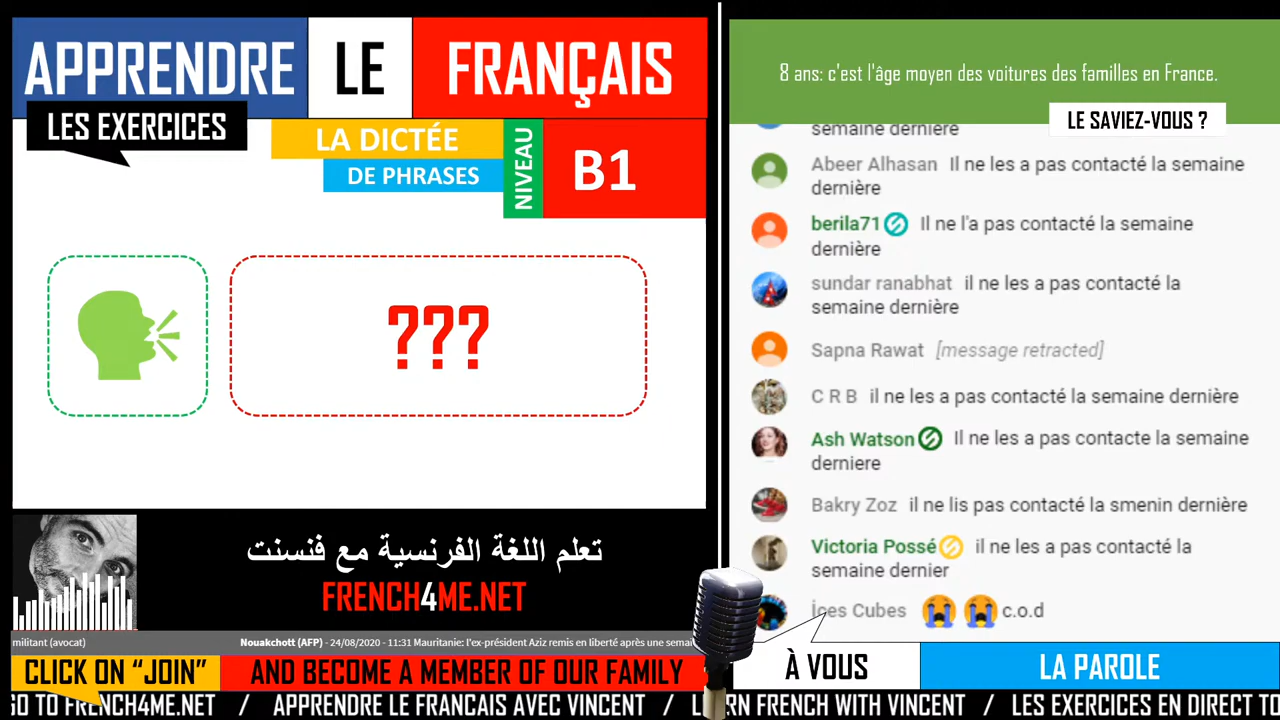 APPRENDRE LE FRANÇAIS
LES EXERCICES
LA DICTÉE
DE PHRASES
NIVEAU
B1
???
تعلم اللغة الفرنسية مع فنسنت
FRENCH4ME.NET
militant (avocat)
Nouakchott (AFP) - 24/08/2020 - 11:31 Mauritanie: l'ex-président Aziz remis en liberté après une semai
CLICK ON “JOIN” AND BECOME A MEMBER OF OUR FAMILY
8 ans: c'est l'âge moyen des voitures des familles en France.
LE SAVIEZ-VOUS ?
semaine dernière
Abeer Alhasan Il ne les a pas contacté la semaine
dernière
berila71 Il ne l'a pas contacté la semaine
dernière
sundar ranabhat il ne les a pas contacté la
semaine dernière
Sapna Rawat [message retracted]
C R B il ne les a pas contacté la semaine dernière
Ash Watson Il ne les a pas contacte la semaine
derniere
Bakry Zoz il ne lis pas contacté la smenin dernière
Victoria Possé il ne les a pas contacté la
semaine dernier
İces Cubes 😭 😭 c.o.d
À VOUS LA PAROLE
GO TO FRENCH4ME.NET / APPRENDRE LE FRANCAIS AVEC VINCENT / L RN FRENCH WITH VINCENT / LES EXERCICES EN DIRECT TO